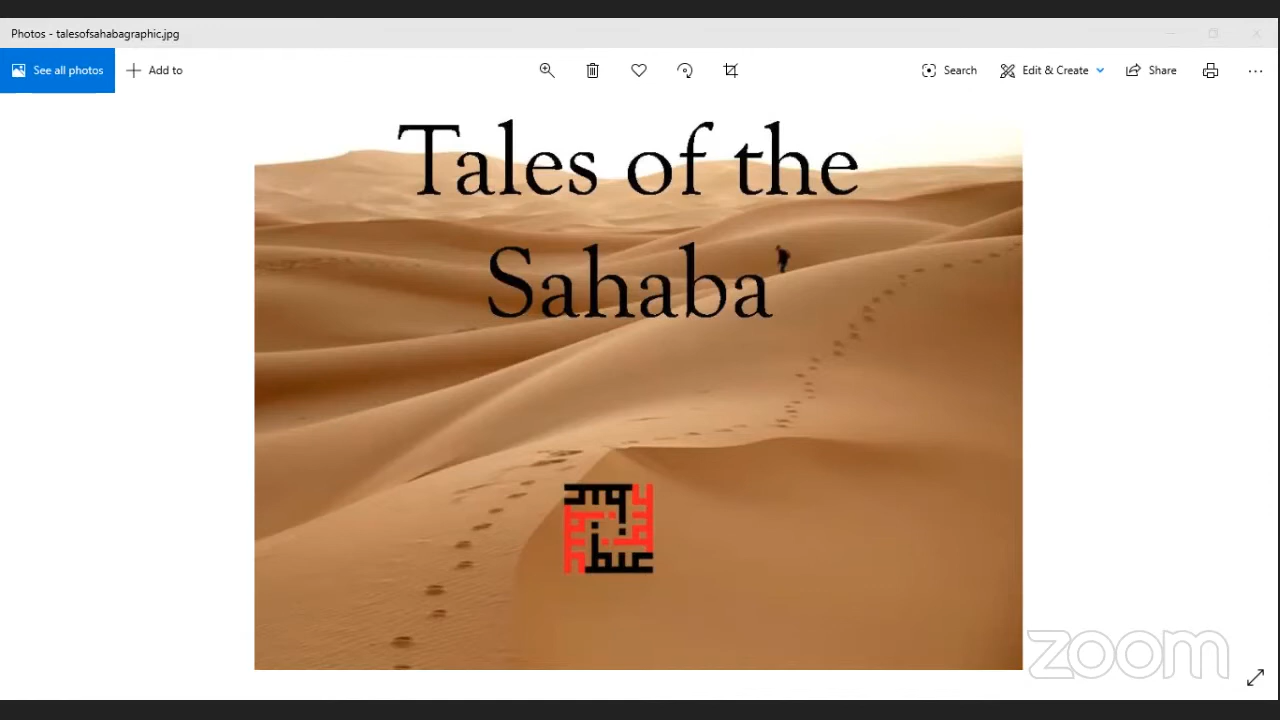 Photos - talesofsahabagraphic.jpg
See all photos
Add to
Search
Edit & Create
Share
Tales of the
Sahaba
zoom